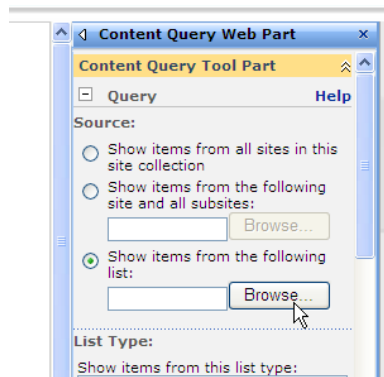 Content Query Web Part ×
Content Query Tool Part
Query Help
Source:
Show items from all sites in this
site collection
Show items from the following
site and all subsites:
Browse...
Show items from the following
list:
Browse...
List Type:
Show items from this list type: